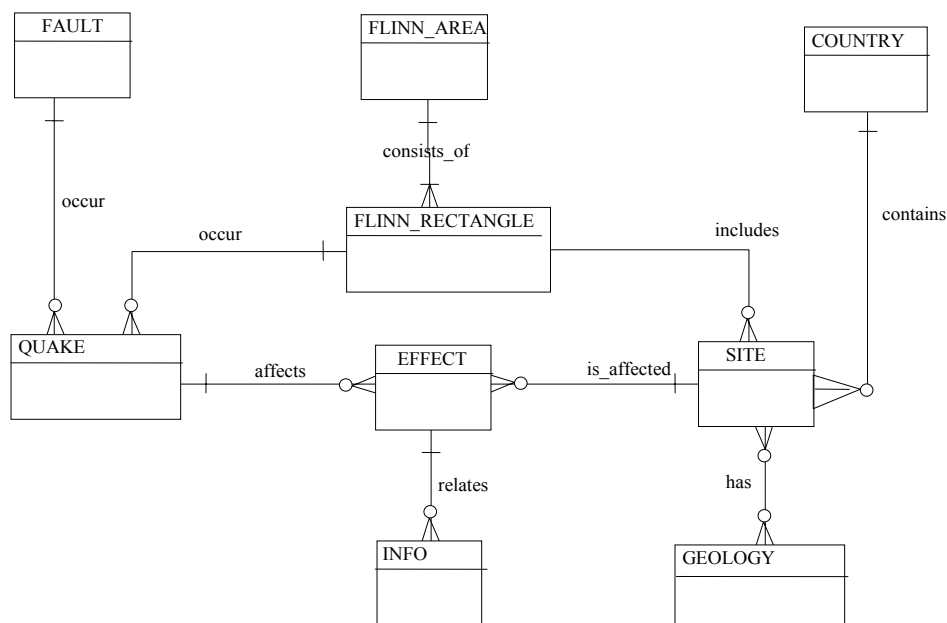 FAULT
FLINN_AREA
COUNTRY
consists_of
occur
FLINN_RECTANGLE
contains
occur
includes
QUAKE
EFFECT
SITE
affects
is_affected
relates
has
INFO
GEOLOGY